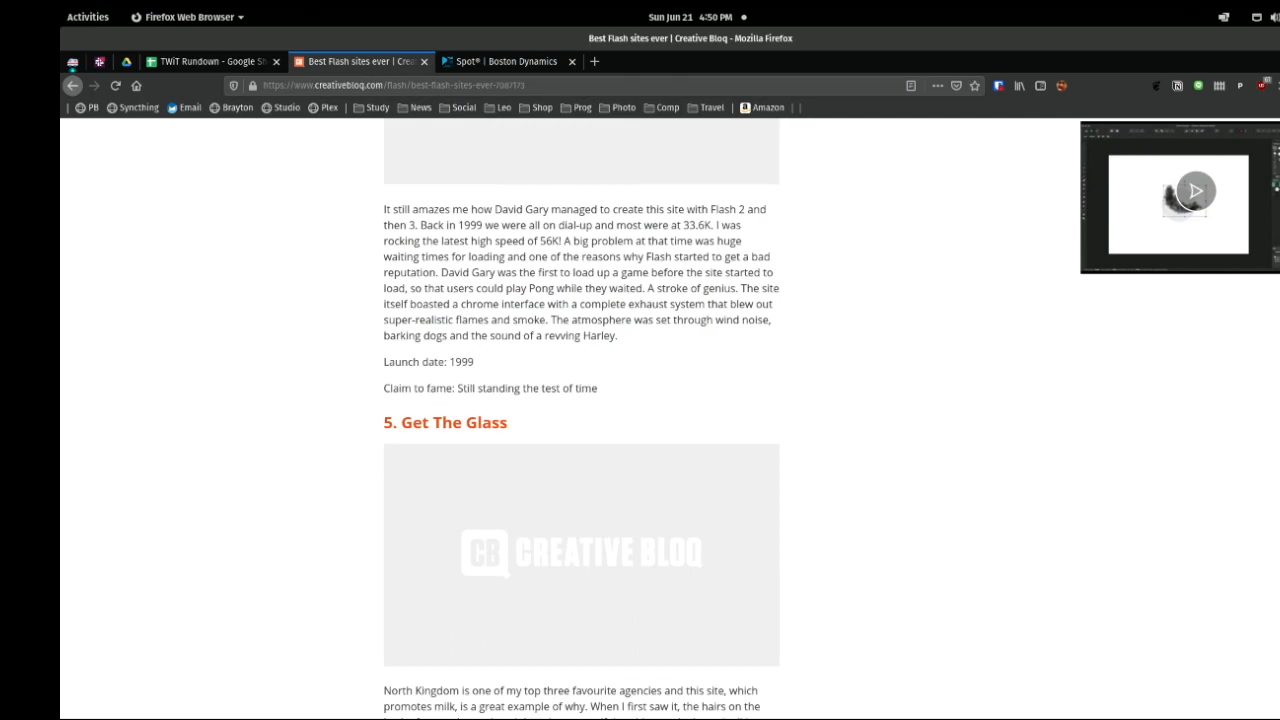 Activities Firefox Web Browser Sun Jun 21 4:50 PM
Best Flash sites ever | Creative Bloq - Mozilla Firefox
TWiT Rundown - Google Sh Best Flash sites ever | Crea Spot® | Boston Dynamics
https://www.creativebloq.com/flash/best-flash-sites-ever-7087173
PB Syncthing Email Brayton Studio Plex Study News Social Leo Shop Prog Photo Comp Travel Amazon
It still amazes me how David Gary managed to create this site with Flash 2 and
then 3. Back in 1999 we were all on dial-up and most were at 33.6K. I was
rocking the latest high speed of 56K! A big problem at that time was huge
waiting times for loading and one of the reasons why Flash started to get a bad
reputation. David Gary was the first to load up a game before the site started to
load, so that users could play Pong while they waited. A stroke of genius. The site
itself boasted a chrome interface with a complete exhaust system that blew out
super-realistic flames and smoke. The atmosphere was set through wind noise,
barking dogs and the sound of a revving Harley.
Launch date: 1999
Claim to fame: Still standing the test of time
5. Get The Glass
CB CREATIVE BLOQ
North Kingdom is one of my top three favourite agencies and this site, which
promotes milk, is a great example of why. When I first saw it, the hairs on the